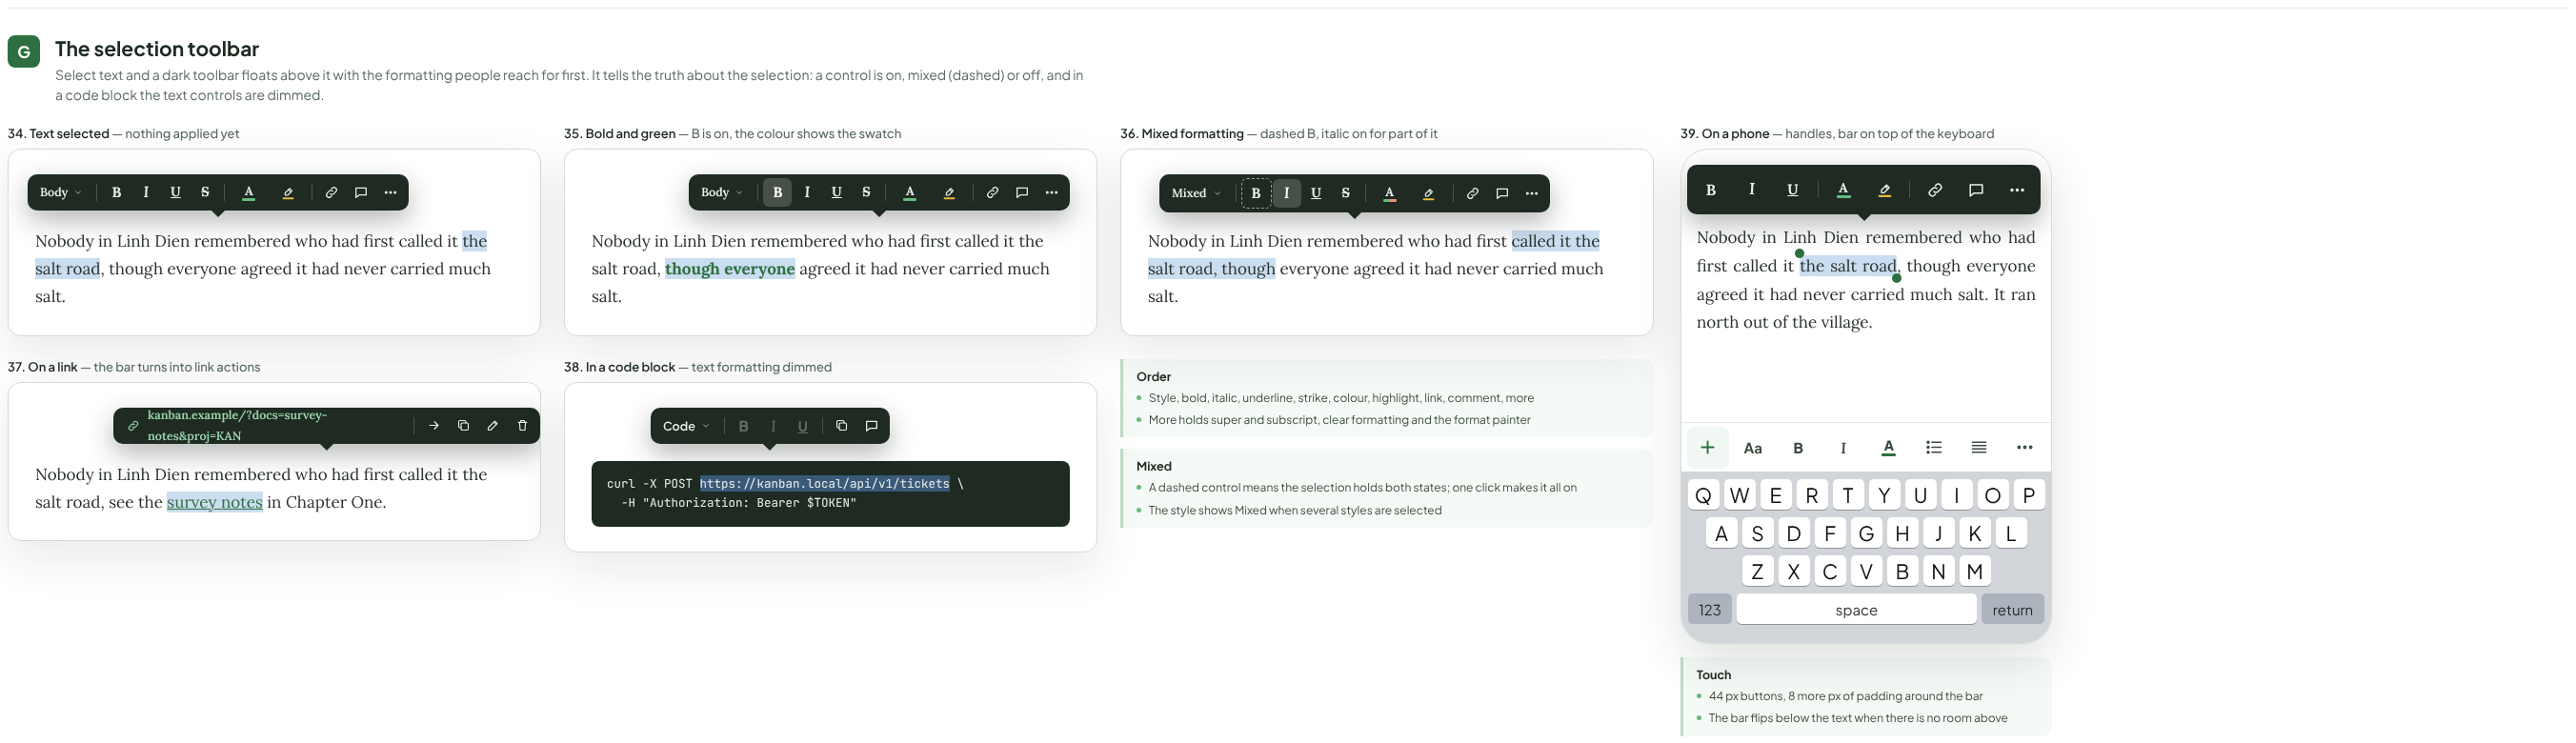 G
The selection toolbar
Select text and a dark toolbar floats above it with the formatting people reach for first. It tells the truth about the selection: a control is on, mixed (dashed) or off, and in
a code block the text controls are dimmed.
34. Text selected — nothing applied yet
Body B I U S A
Nobody in Linh Dien remembered who had first called it the
salt road, though everyone agreed it had never carried much
salt.
35. Bold and green — B is on, the colour shows the swatch
Body B I U S A
Nobody in Linh Dien remembered who had first called it the
salt road, though everyone agreed it had never carried much
salt.
36. Mixed formatting — dashed B, italic on for part of it
Mixed B I U S A
Nobody in Linh Dien remembered who had first called it the
salt road, though everyone agreed it had never carried much
salt.
37. On a link — the bar turns into link actions
kanban.example/?docs=survey-
notes&proj=KAN
Nobody in Linh Dien remembered who had first called it the
salt road, see the survey notes in Chapter One.
38. In a code block — text formatting dimmed
Code B I U
curl -X POST https://kanban.local/api/v1/tickets \
-H "Authorization: Bearer $TOKEN"
Order
Style, bold, italic, underline, strike, colour, highlight, link, comment, more
More holds super and subscript, clear formatting and the format painter
Mixed
A dashed control means the selection holds both states; one click makes it all on
The style shows Mixed when several styles are selected
39. On a phone — handles, bar on top of the keyboard
B I U A
Nobody in Linh Dien remembered who had
first called it the salt road, though everyone
agreed it had never carried much salt. It ran
north out of the village.
Aa B I A
Q W E R T Y U I O P
A S D F G H J K L
Z X C V B N M
123 space return
Touch
44 px buttons, 8 more px of padding around the bar
The bar flips below the text when there is no room above